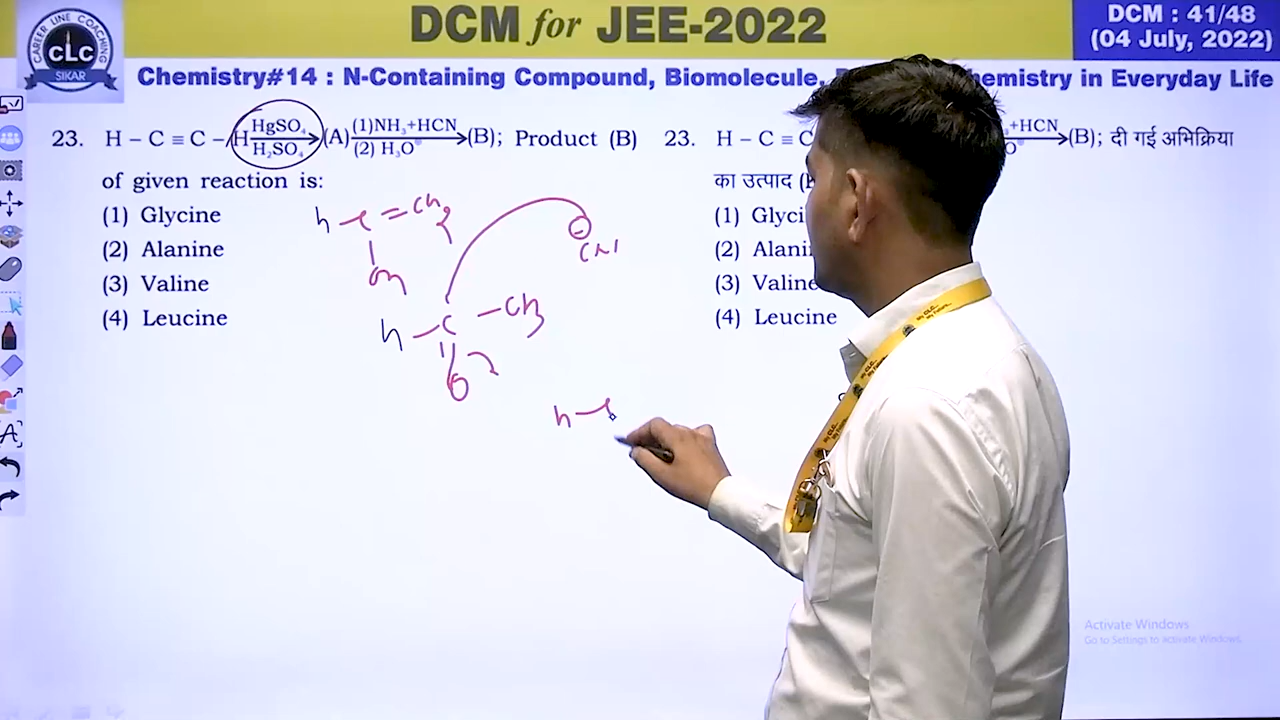 DCM for JEE-2022
DCM : 41/48
(04 July, 2022)
CAREER LINE COACHING
CLC
SIKAR
Chemistry#14 : N-Containing Compound, Biomolecule, hemistry in Everyday Life
23. H – C ≡ C – H HgSO₄ / H₂SO₄ → (A) (1)NH₃+HCN / (2) H₃O⊕ → (B); Product (B)
of given reaction is:
(1) Glycine
(2) Alanine
(3) Valine
(4) Leucine
23. H – C ≡ C +HCN → (B); दी गई अभिक्रिया
का उत्पाद
(1) Glyci
(2) Alani
(3) Valine
(4) Leucine
H – C = CH₂
OH
CN
H – C – CH₃
O
H – C
Activate Windows
Go to Settings to activate Windows.